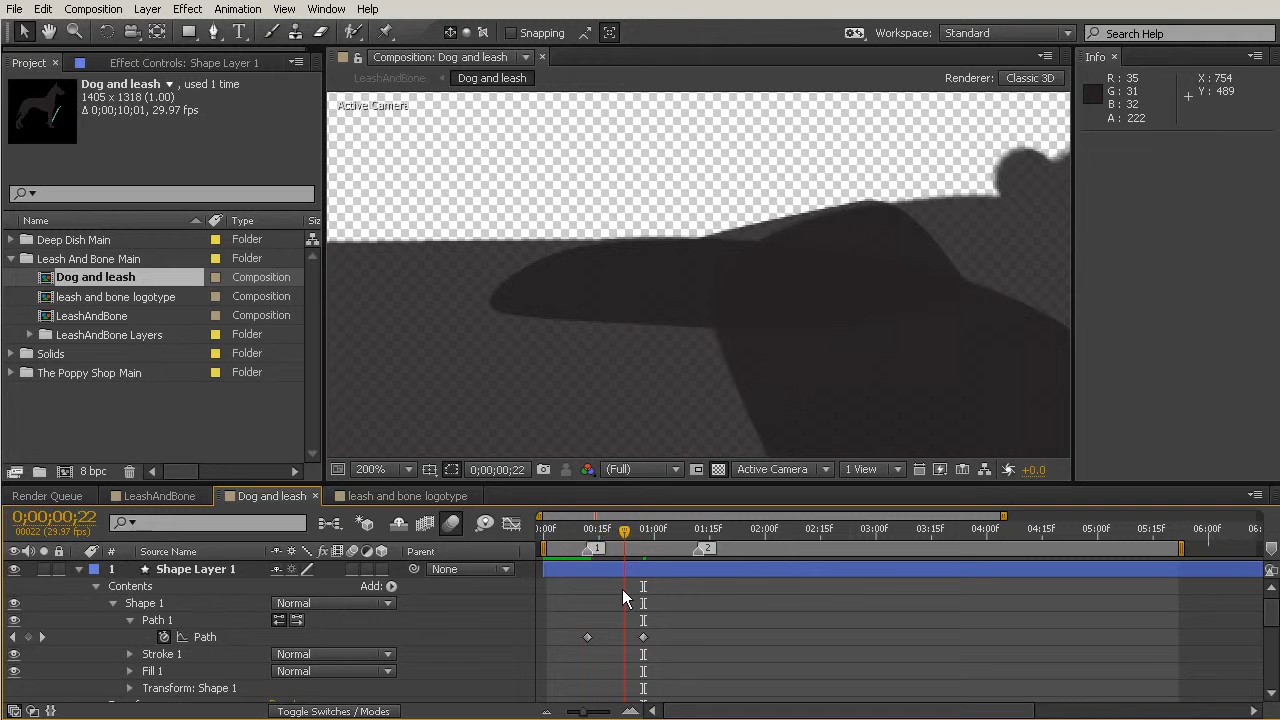 File Edit Composition Layer Effect Animation View Window Help
Snapping Workspace: Standard Search Help
Project Effect Controls: Shape Layer 1 Composition: Dog and leash Info
LeashAndBone Dog and leash Renderer: Classic 3D
Dog and leash , used 1 time
1405 x 1318 (1.00)
Δ 0;00;10;01, 29.97 fps
Active Camera
R : 35
G : 31
B : 32
A : 222
X : 754
Y : 489
Name Type Siz
Deep Dish Main Folder
Leash And Bone Main Folder
Dog and leash Composition
leash and bone logotype Composition
LeashAndBone Composition
LeashAndBone Layers Folder
Solids Folder
The Poppy Shop Main Folder
8 bpc
200% 0;00;00;22 (Full) Active Camera 1 View +0.0
Render Queue LeashAndBone Dog and leash leash and bone logotype
0;00;00;22
00022 (29.97 fps)
:00f 00:15f 01:00f 01:15f 02:00f 02:15f 03:00f 03:15f 04:00f 04:15f 05:00f 05:15f 06:00f 06:
1 2
# Source Name Parent
1 Shape Layer 1 None
Contents Add:
Shape 1 Normal
Path 1
Path
Stroke 1 Normal
Fill 1 Normal
Transform: Shape 1
Toggle Switches / Modes